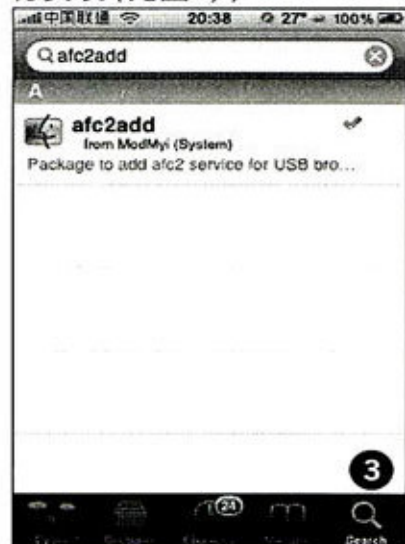 中国联通 20:38 27° 100%
afc2add
A
afc2add
from ModMyi (System)
Package to add afc2 service for USB bro...
3
24
Search